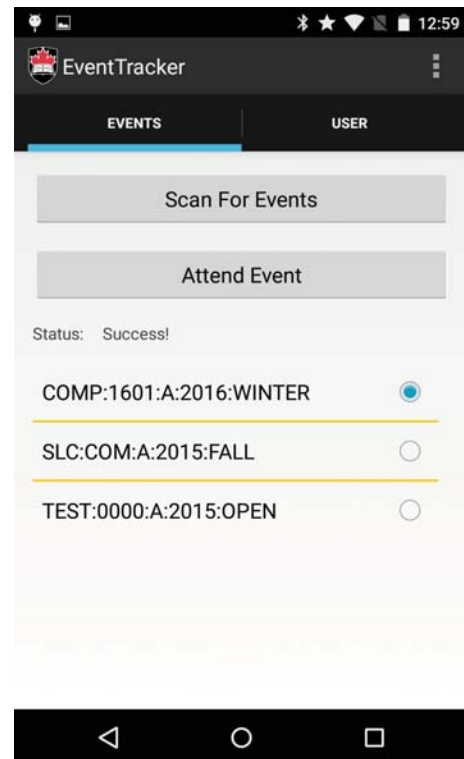 12:59
EventTracker
EVENTS USER
Scan For Events
Attend Event
Status: Success!
COMP:1601:A:2016:WINTER
SLC:COM:A:2015:FALL
TEST:0000:A:2015:OPEN